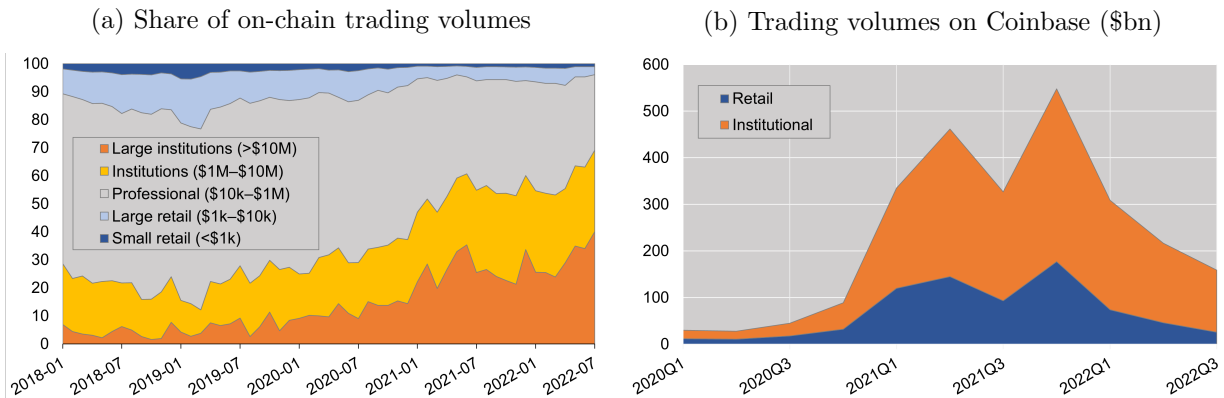 (a) Share of on-chain trading volumes
100
90
80
70
60
50
40
30
20
10
0
Large institutions (>$10M)
Institutions ($1M–$10M)
Professional ($10k–$1M)
Large retail ($1k–$10k)
Small retail (<$1k)
2018-01
2018-07
2019-01
2019-07
2020-01
2020-07
2021-01
2021-07
2022-01
2022-07
(b) Trading volumes on Coinbase ($bn)
600
500
400
300
200
100
0
Retail
Institutional
2020Q1
2020Q3
2021Q1
2021Q3
2022Q1
2022Q3